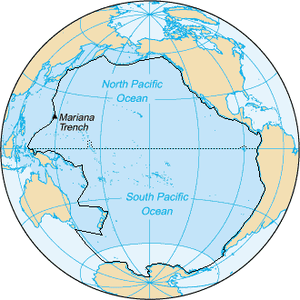 North Pacific
Ocean
Mariana
Trench
South Pacific
Ocean